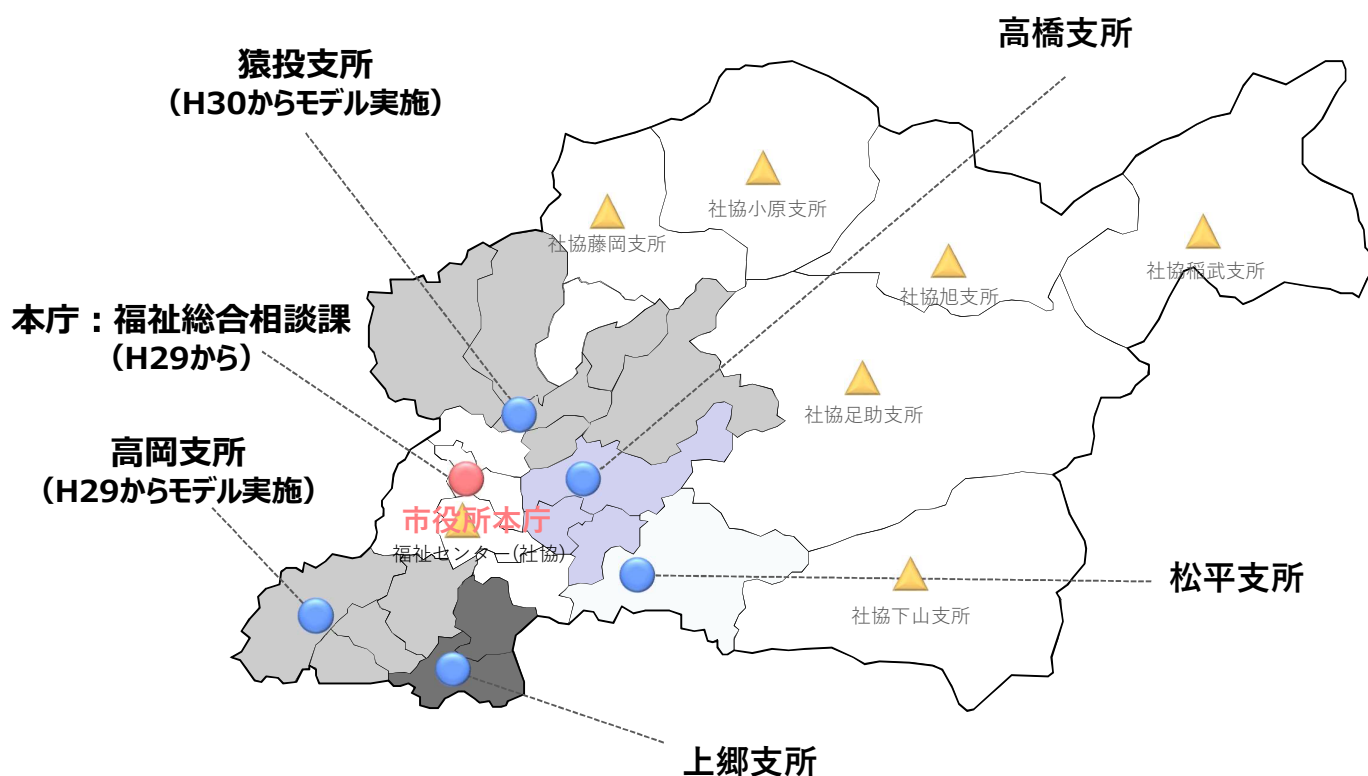 高橋支所
猿投支所
（H30からモデル実施）
社協小原支所
社協藤岡支所
社協稲武支所
社協旭支所
本庁：福祉総合相談課
（H29から）
社協足助支所
高岡支所
（H29からモデル実施）
市役所本庁
福祉センター(社協)
松平支所
社協下山支所
上郷支所